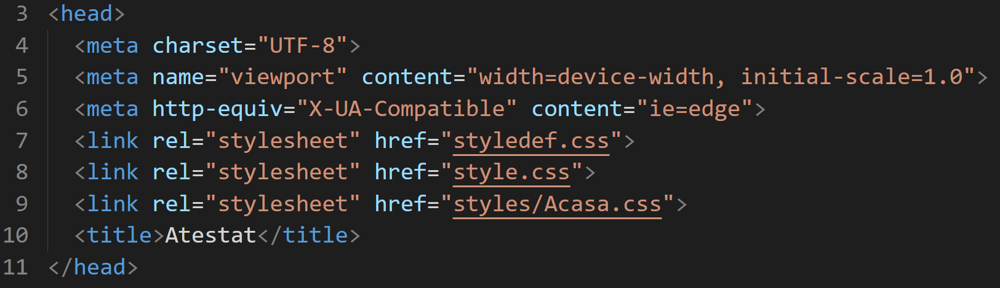 3 <head>
4 <meta charset="UTF-8">
5 <meta name="viewport" content="width=device-width, initial-scale=1.0">
6 <meta http-equiv="X-UA-Compatible" content="ie=edge">
7 <link rel="stylesheet" href="styledef.css">
8 <link rel="stylesheet" href="style.css">
9 <link rel="stylesheet" href="styles/Acasa.css">
10 <title>Atestat</title>
11 </head>